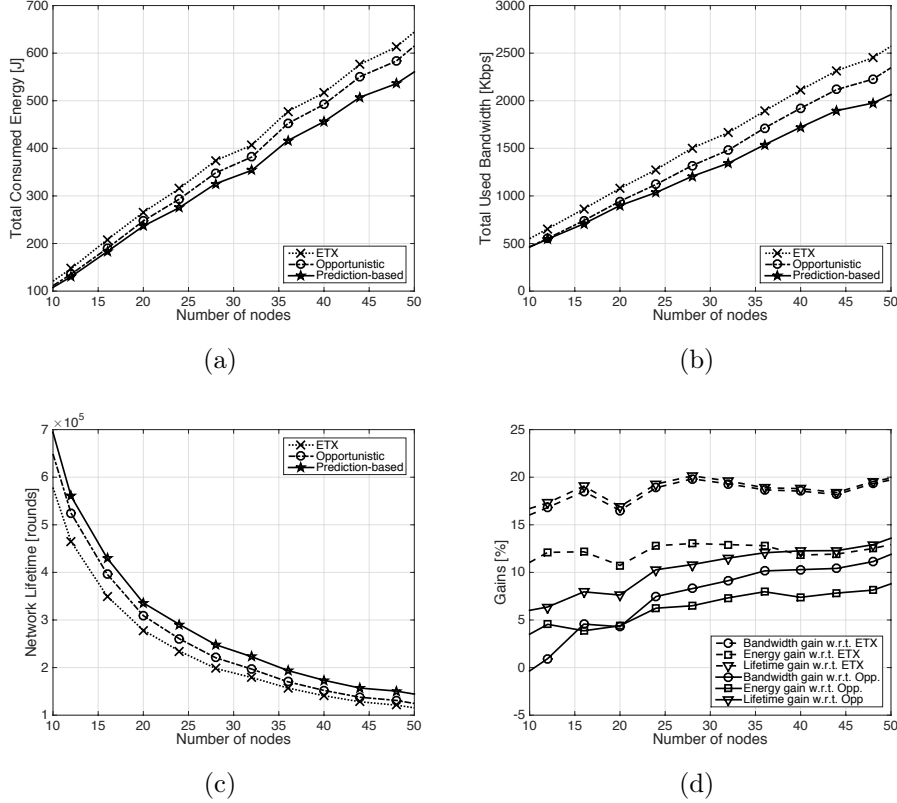 700
600
500
400
300
200
100
Total Consumed Energy [J]
10 15 20 25 30 35 40 45 50
Number of nodes
ETX
Opportunistic
Prediction-based
(a)
3000
2500
2000
1500
1000
500
0
Total Used Bandwidth [Kbps]
10 15 20 25 30 35 40 45 50
Number of nodes
ETX
Opportunistic
Prediction-based
(b)
×10⁵
7
6
5
4
3
2
1
Network Lifetime [rounds]
10 15 20 25 30 35 40 45 50
Number of nodes
ETX
Opportunistic
Prediction-based
(c)
25
20
15
10
5
0
-5
Gains [%]
10 15 20 25 30 35 40 45 50
Number of nodes
Bandwidth gain w.r.t. ETX
Energy gain w.r.t. ETX
Lifetime gain w.r.t. ETX
Bandwidth gain w.r.t. Opp.
Energy gain w.r.t. Opp.
Lifetime gain w.r.t. Opp
(d)